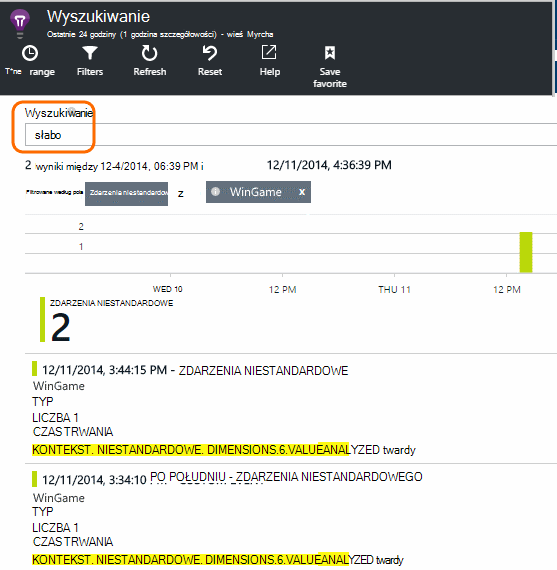 Wyszukiwanie
Ostatnie 24 godziny (1 godzina szczegółowości) - wieś Myrcha
T*ne range Filters Refresh Reset Help Save favorite
Wyszukiwanie
słabo
2 wyniki między 12-4/2014, 06:39 PM i 12/11/2014, 4:36:39 PM
Filtrowane według pola Zdarzenia niestandardow z WinGame x
2
1
WED 10 12 PM THU 11 12 PM
ZDARZENIA NIESTANDARDOWE
2
12/11/2014, 3:44:15 PM - ZDARZENIA NIESTANDARDOWE
WinGame
TYP
LICZBA 1
CZAS TRWANIA
KONTEKST. NIESTANDARDOWE. DIMENSIONS.6.VALUEANALYZED twardy
12/11/2014, 3:34:10 PO POŁUDNIU - ZDARZENIA NIESTANDARDOWEGO
WinGame
TYP
LICZBA 1
CZAS TRWANIA
KONTEKST. NIESTANDARDOWE. DIMENSIONS.6.VALUEANALYZED twardy